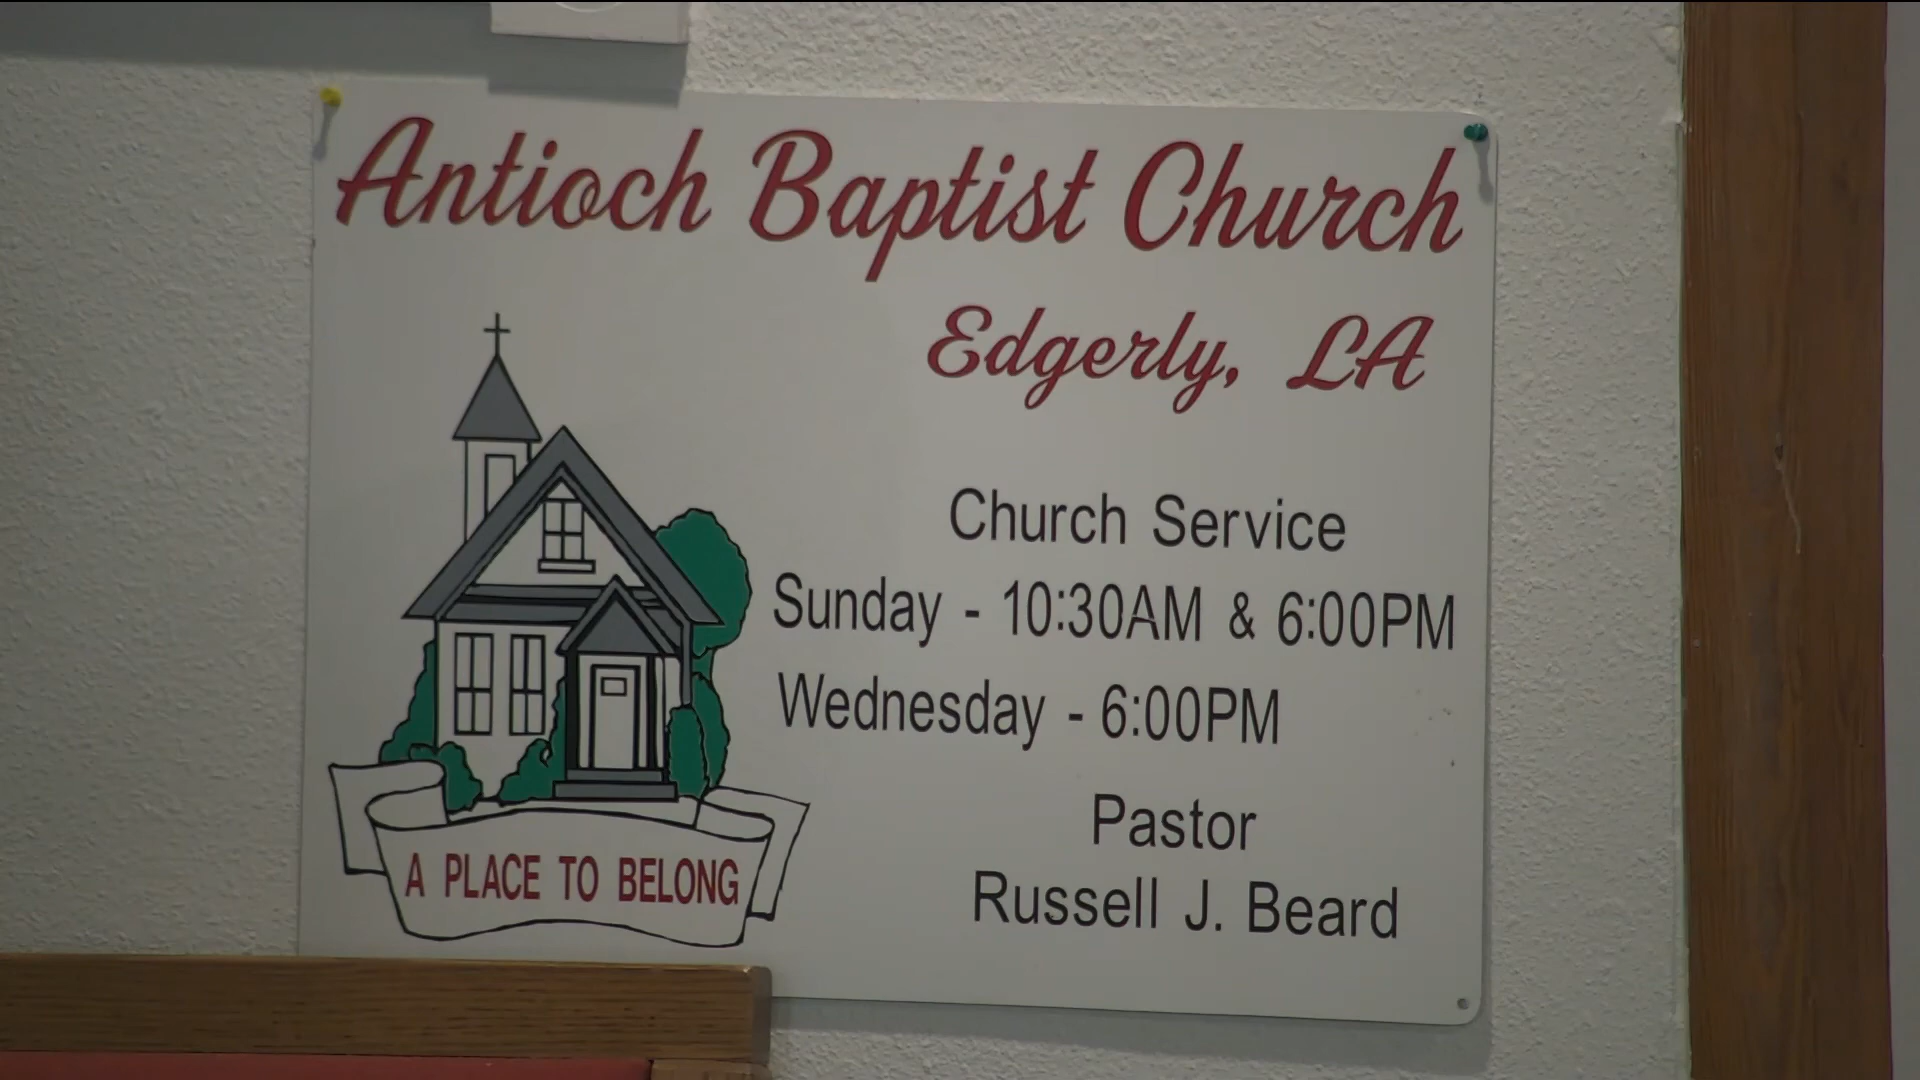 Antioch Baptist Church
Edgerly, LA
Church Service
Sunday - 10:30AM & 6:00PM
Wednesday - 6:00PM
Pastor
Russell J. Beard
A PLACE TO BELONG